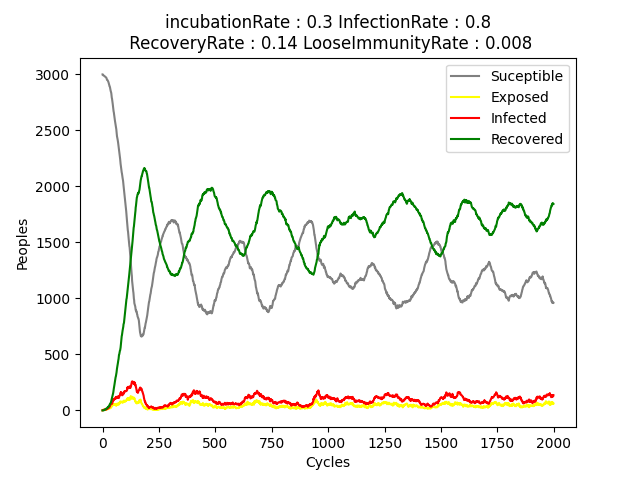 incubationRate : 0.3 InfectionRate : 0.8
RecoveryRate : 0.14 LooseImmunityRate : 0.008
Suceptible
Exposed
Infected
Recovered
Peoples
3000
2500
2000
1500
1000
500
0
0 250 500 750 1000 1250 1500 1750 2000
Cycles